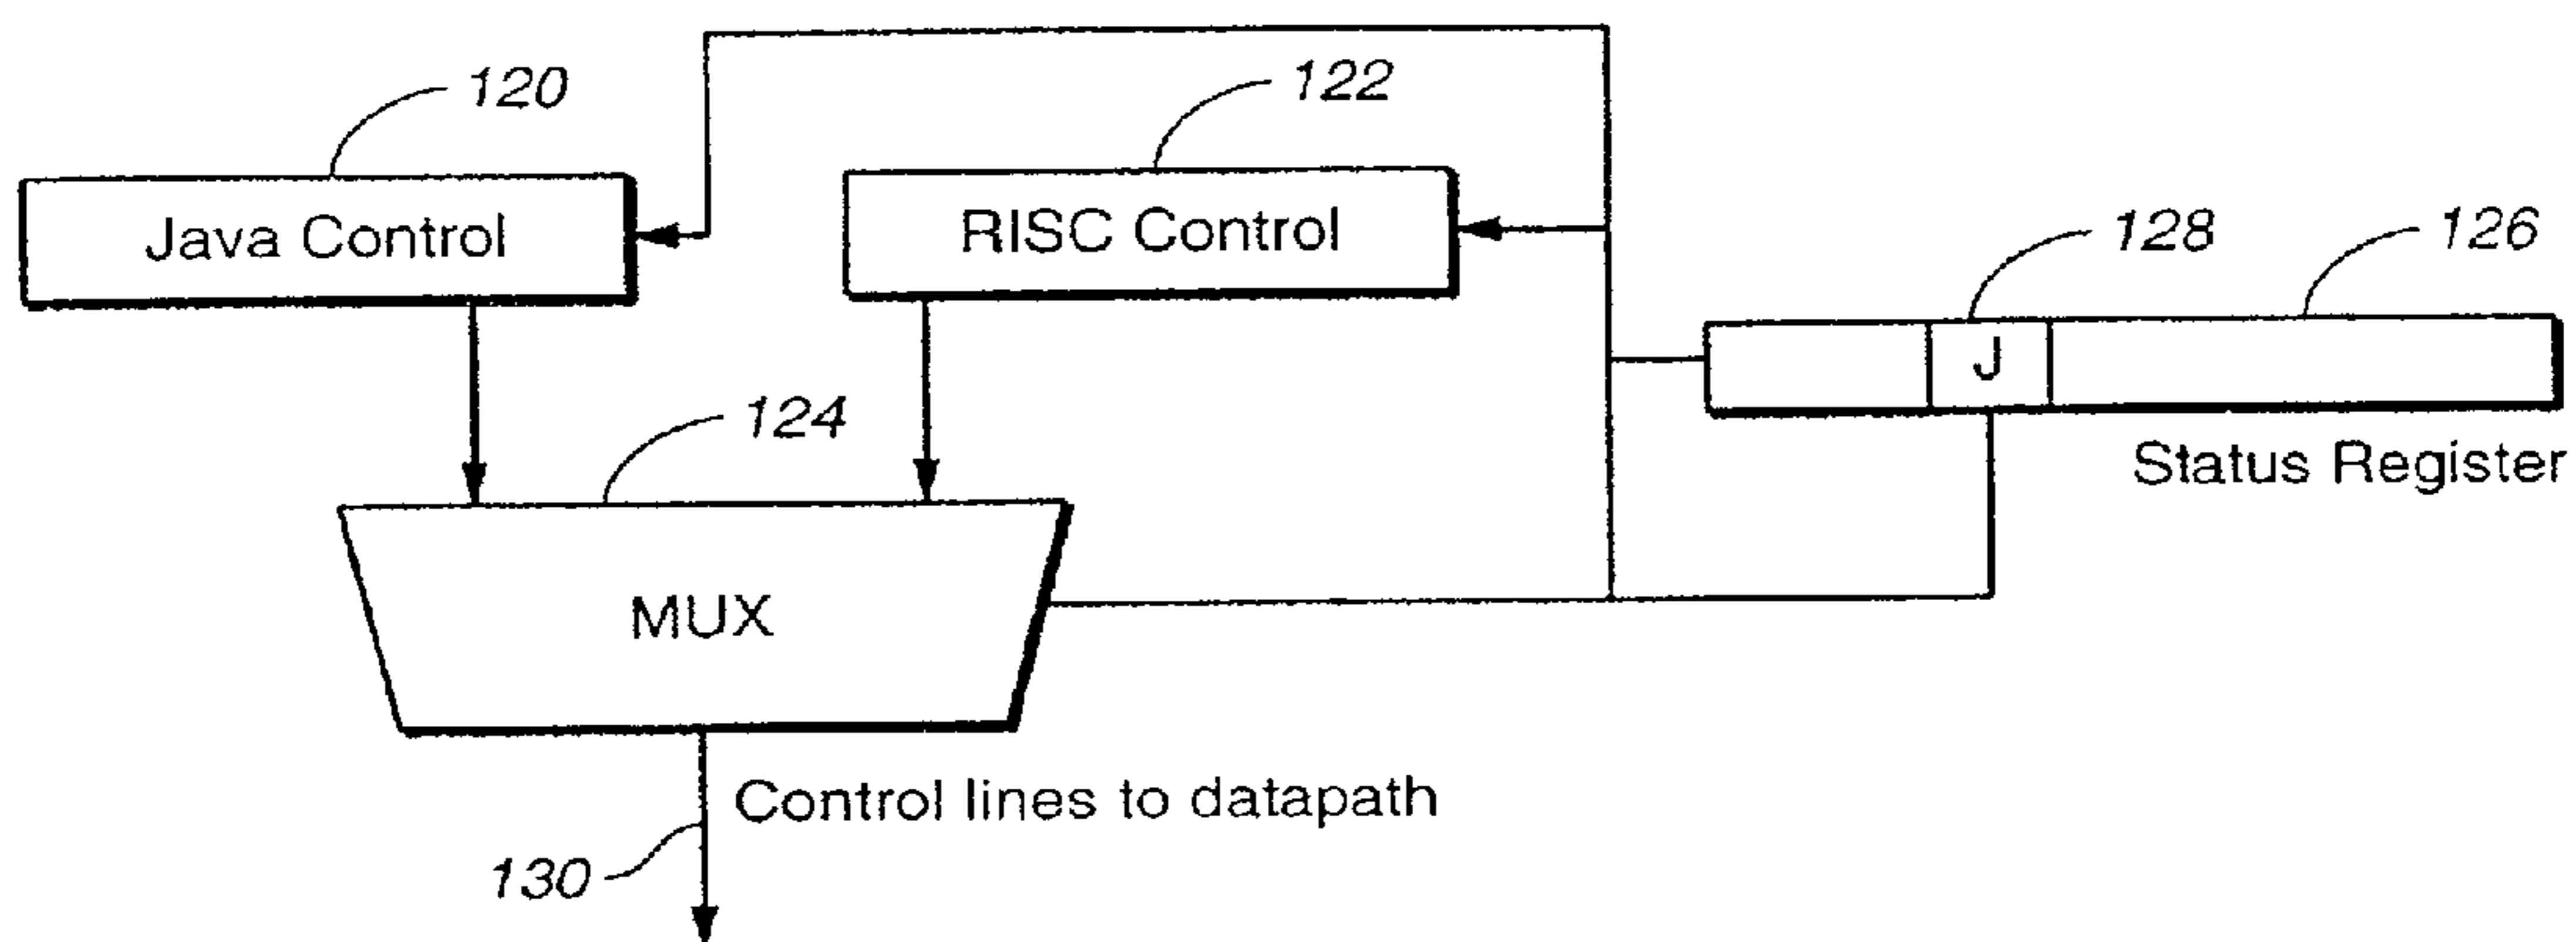 120
122
Java Control
RISC Control
128
126
J
Status Register
124
MUX
Control lines to datapath
130